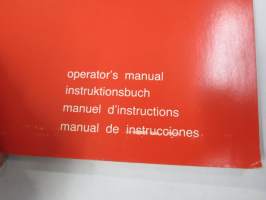 operator's manual
instruktionsbuch
manuel d'instructions
manual de instrucciones